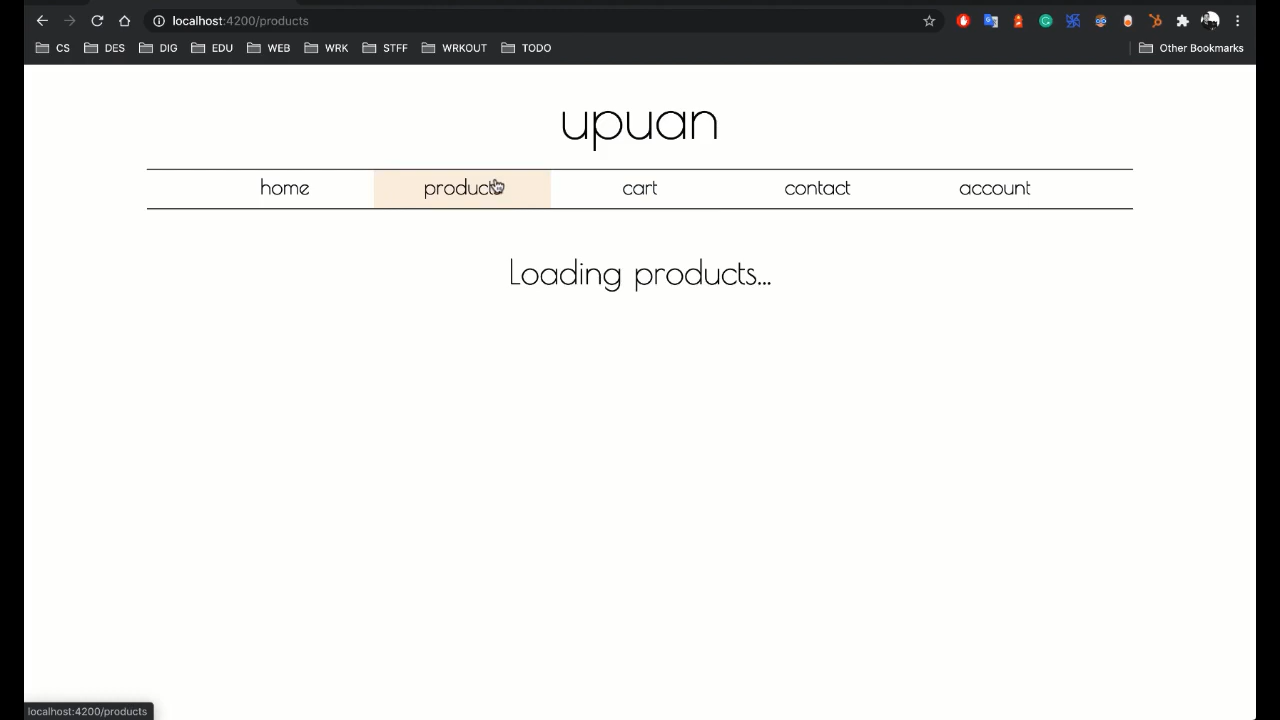 localhost:4200/products
CS DES DIG EDU WEB WRK STFF WRKOUT TODO Other Bookmarks
upuan
home products cart contact account
Loading products...
localhost:4200/products